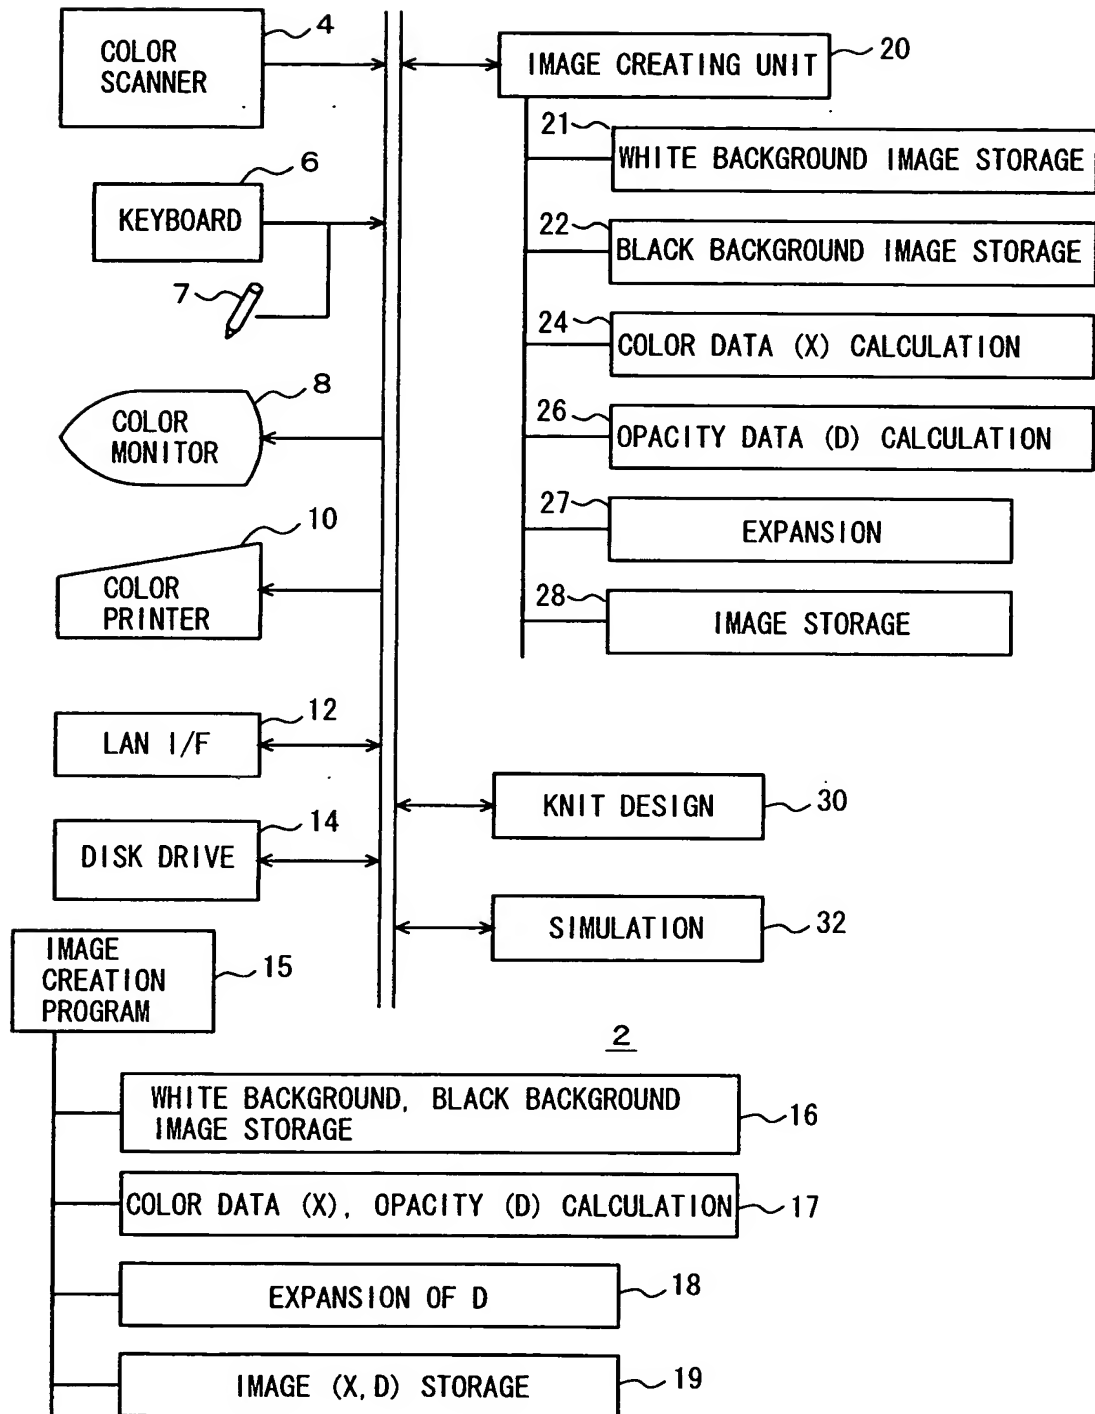 COLOR
SCANNER
4
KEYBOARD
6
7
COLOR
MONITOR
8
COLOR
PRINTER
10
LAN I/F
12
DISK DRIVE
14
IMAGE CREATING UNIT
20
21
WHITE BACKGROUND IMAGE STORAGE
22
BLACK BACKGROUND IMAGE STORAGE
24
COLOR DATA (X) CALCULATION
26
OPACITY DATA (D) CALCULATION
27
EXPANSION
28
IMAGE STORAGE
KNIT DESIGN
30
SIMULATION
32
IMAGE
CREATION
PROGRAM
15
2
WHITE BACKGROUND, BLACK BACKGROUND
IMAGE STORAGE
16
COLOR DATA (X), OPACITY (D) CALCULATION
17
EXPANSION OF D
18
IMAGE (X,D) STORAGE
19